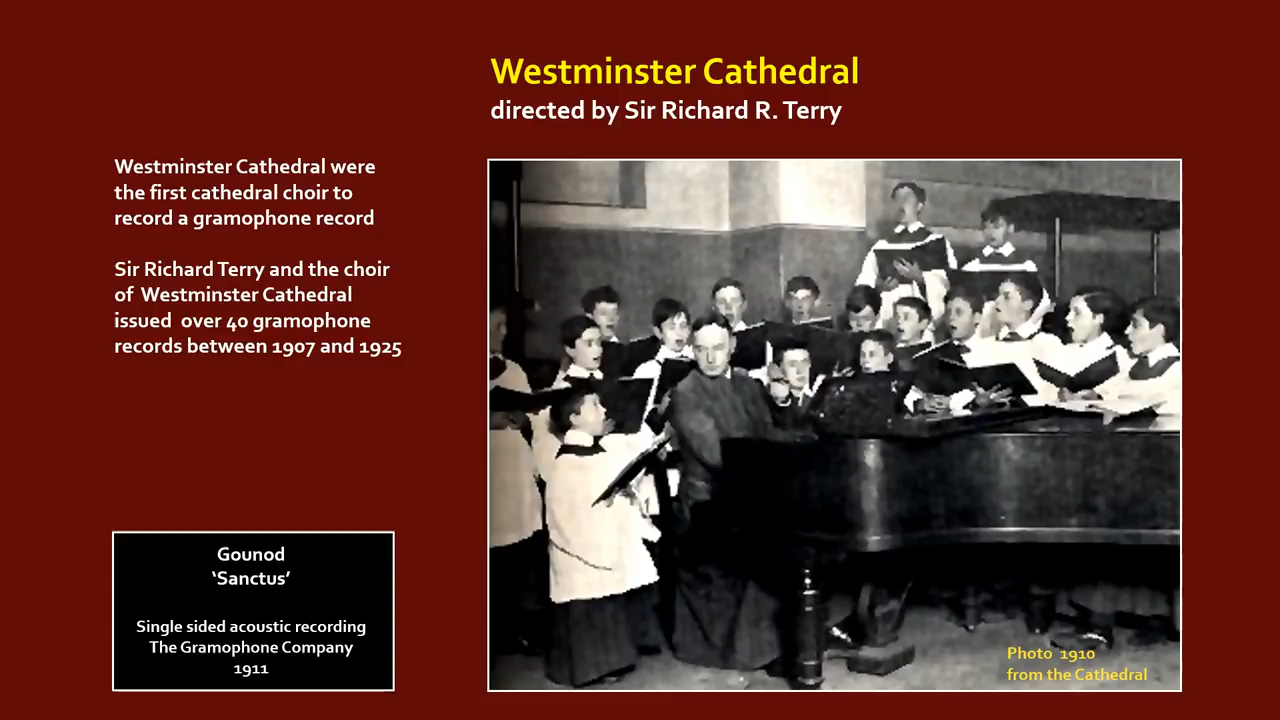 Westminster Cathedral
directed by Sir Richard R. Terry
Westminster Cathedral were
the first cathedral choir to
record a gramophone record
Sir Richard Terry and the choir
of Westminster Cathedral
issued over 40 gramophone
records between 1907 and 1925
Gounod
‘Sanctus’
Single sided acoustic recording
The Gramophone Company
1911
Photo 1910
from the Cathedral